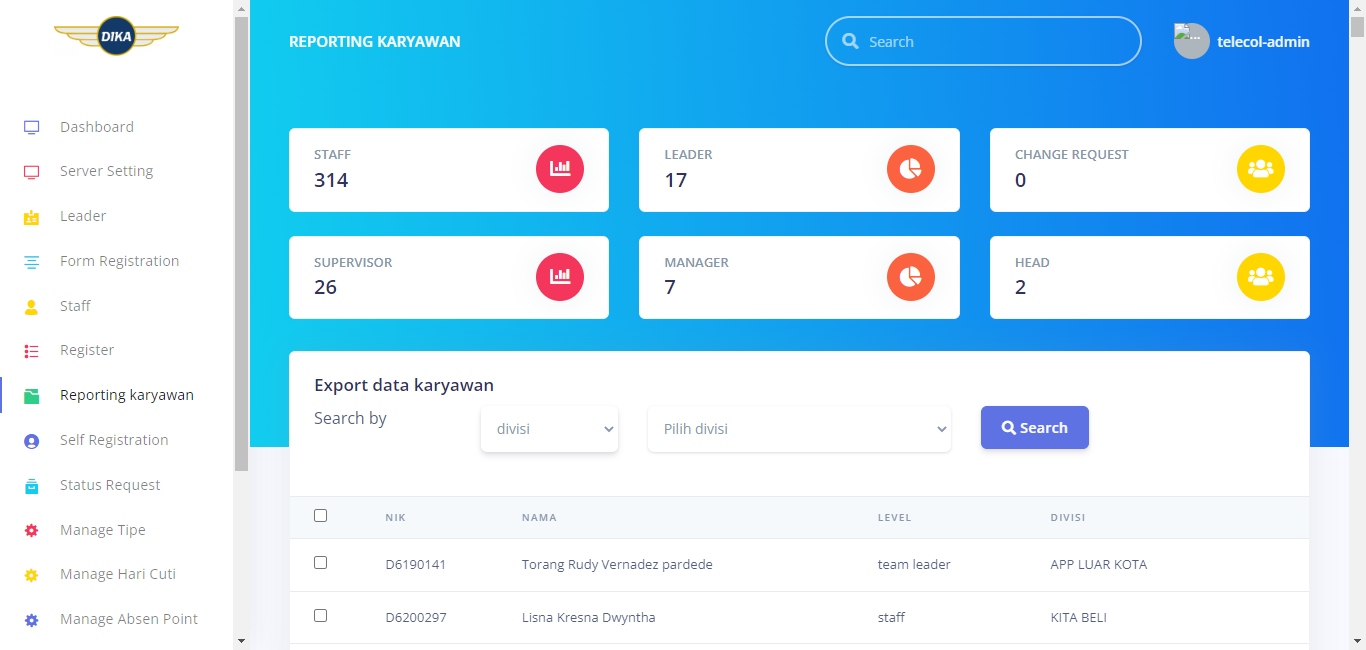 DIKA
REPORTING KARYAWAN
Search
...
telecol-admin
Dashboard
Server Setting
Leader
Form Registration
Staff
Register
Reporting karyawan
Self Registration
Status Request
Manage Tipe
Manage Hari Cuti
Manage Absen Point
STAFF
314
LEADER
17
CHANGE REQUEST
0
SUPERVISOR
26
MANAGER
7
HEAD
2
Export data karyawan
Search by
divisi
Pilih divisi
Search
NIK NAMA LEVEL DIVISI
D6190141 Torang Rudy Vernadez pardede team leader APP LUAR KOTA
D6200297 Lisna Kresna Dwyntha staff KITA BELI